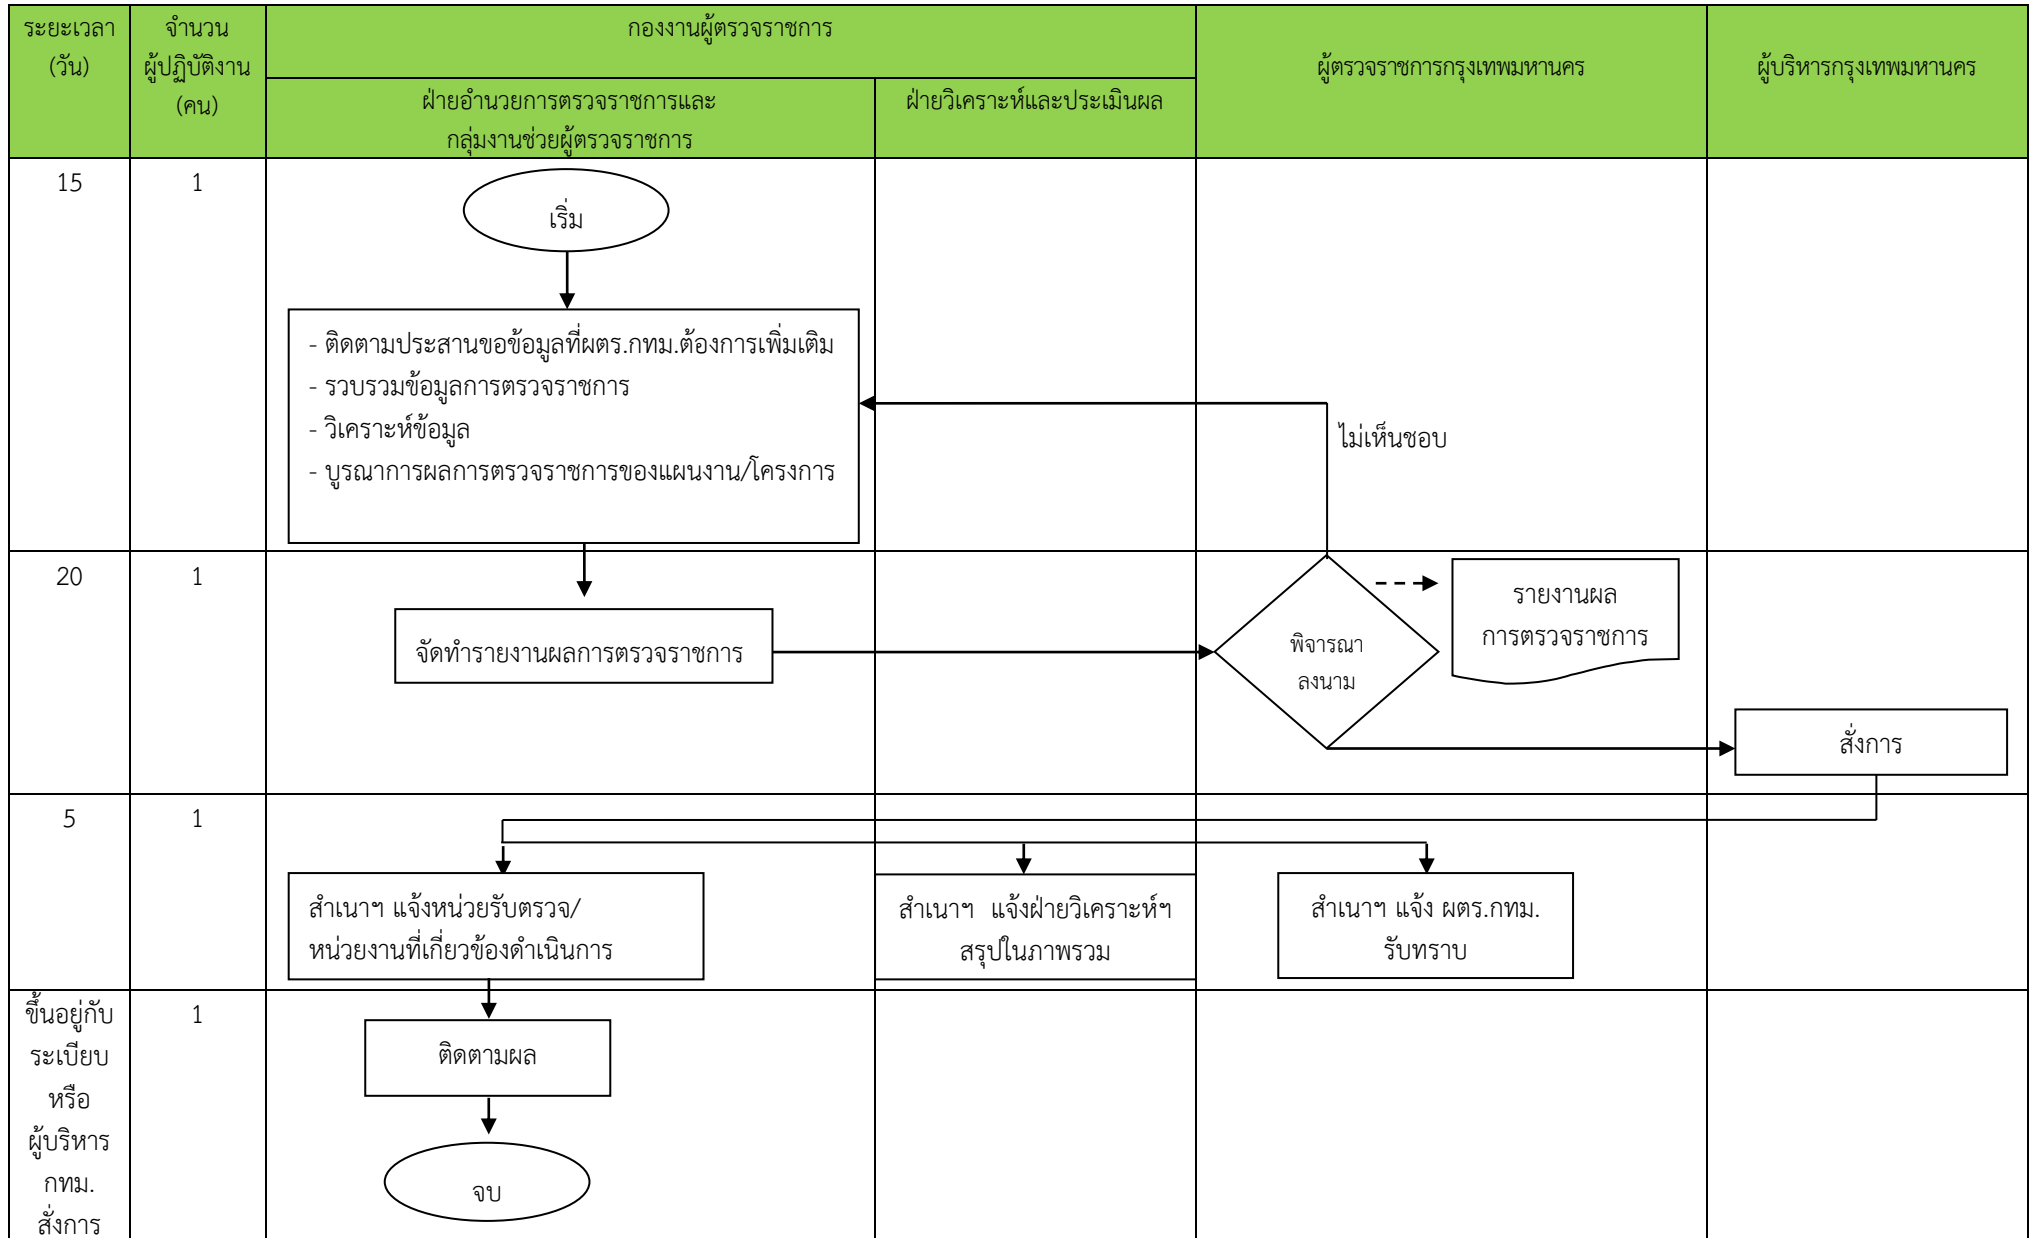 ระยะเวลา
(วัน)
จำนวน
ผู้ปฏิบัติงาน
(คน)
กองงานผู้ตรวจราชการ
ผู้ตรวจราชการกรุงเทพมหานคร
ผู้บริหารกรุงเทพมหานคร
ฝ่ายอำนวยการตรวจราชการและ
กลุ่มงานช่วยผู้ตรวจราชการ
ฝ่ายวิเคราะห์และประเมินผล
15
1
เริ่ม
- ติดตามประสานขอข้อมูลที่ผตร.กทม.ต้องการเพิ่มเติม
- รวบรวมข้อมูลการตรวจราชการ
- วิเคราะห์ข้อมูล
- บูรณาการผลการตรวจราชการของแผนงาน/โครงการ
ไม่เห็นชอบ
20
1
จัดทำรายงานผลการตรวจราชการ
พิจารณา
ลงนาม
รายงานผล
การตรวจราชการ
สั่งการ
5
1
สำเนาฯ แจ้งหน่วยรับตรวจ/
หน่วยงานที่เกี่ยวข้องดำเนินการ
สำเนาฯ แจ้งฝ่ายวิเคราะห์ฯ
สรุปในภาพรวม
สำเนาฯ แจ้ง ผตร.กทม.
รับทราบ
ขึ้นอยู่กับ
ระเบียบ
หรือ
ผู้บริหาร
กทม.
สั่งการ
1
ติดตามผล
จบ